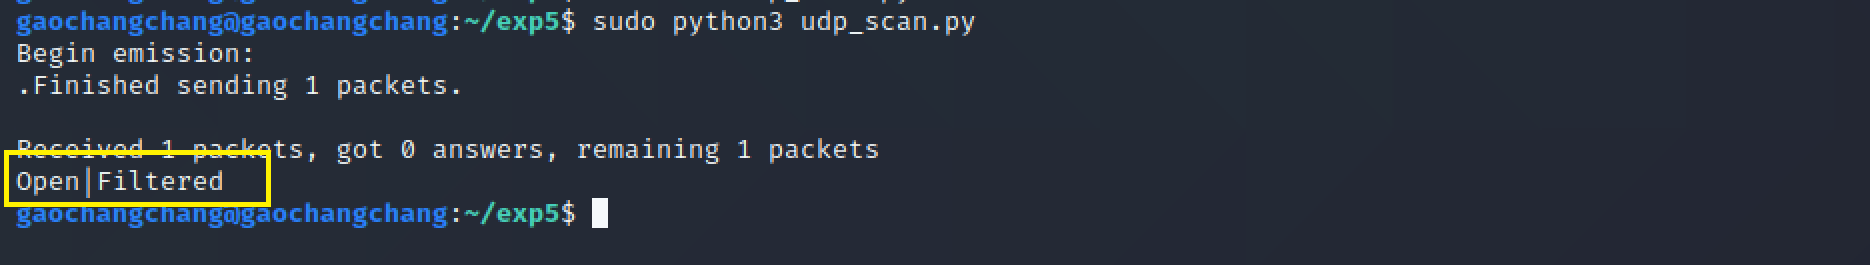 gaochangchang@gaochangchang:~/exp5$ sudo python3 udp_scan.py
Begin emission:
.Finished sending 1 packets.
Received 1 packets, got 0 answers, remaining 1 packets
Open|Filtered
gaochangchang@gaochangchang:~/exp5$